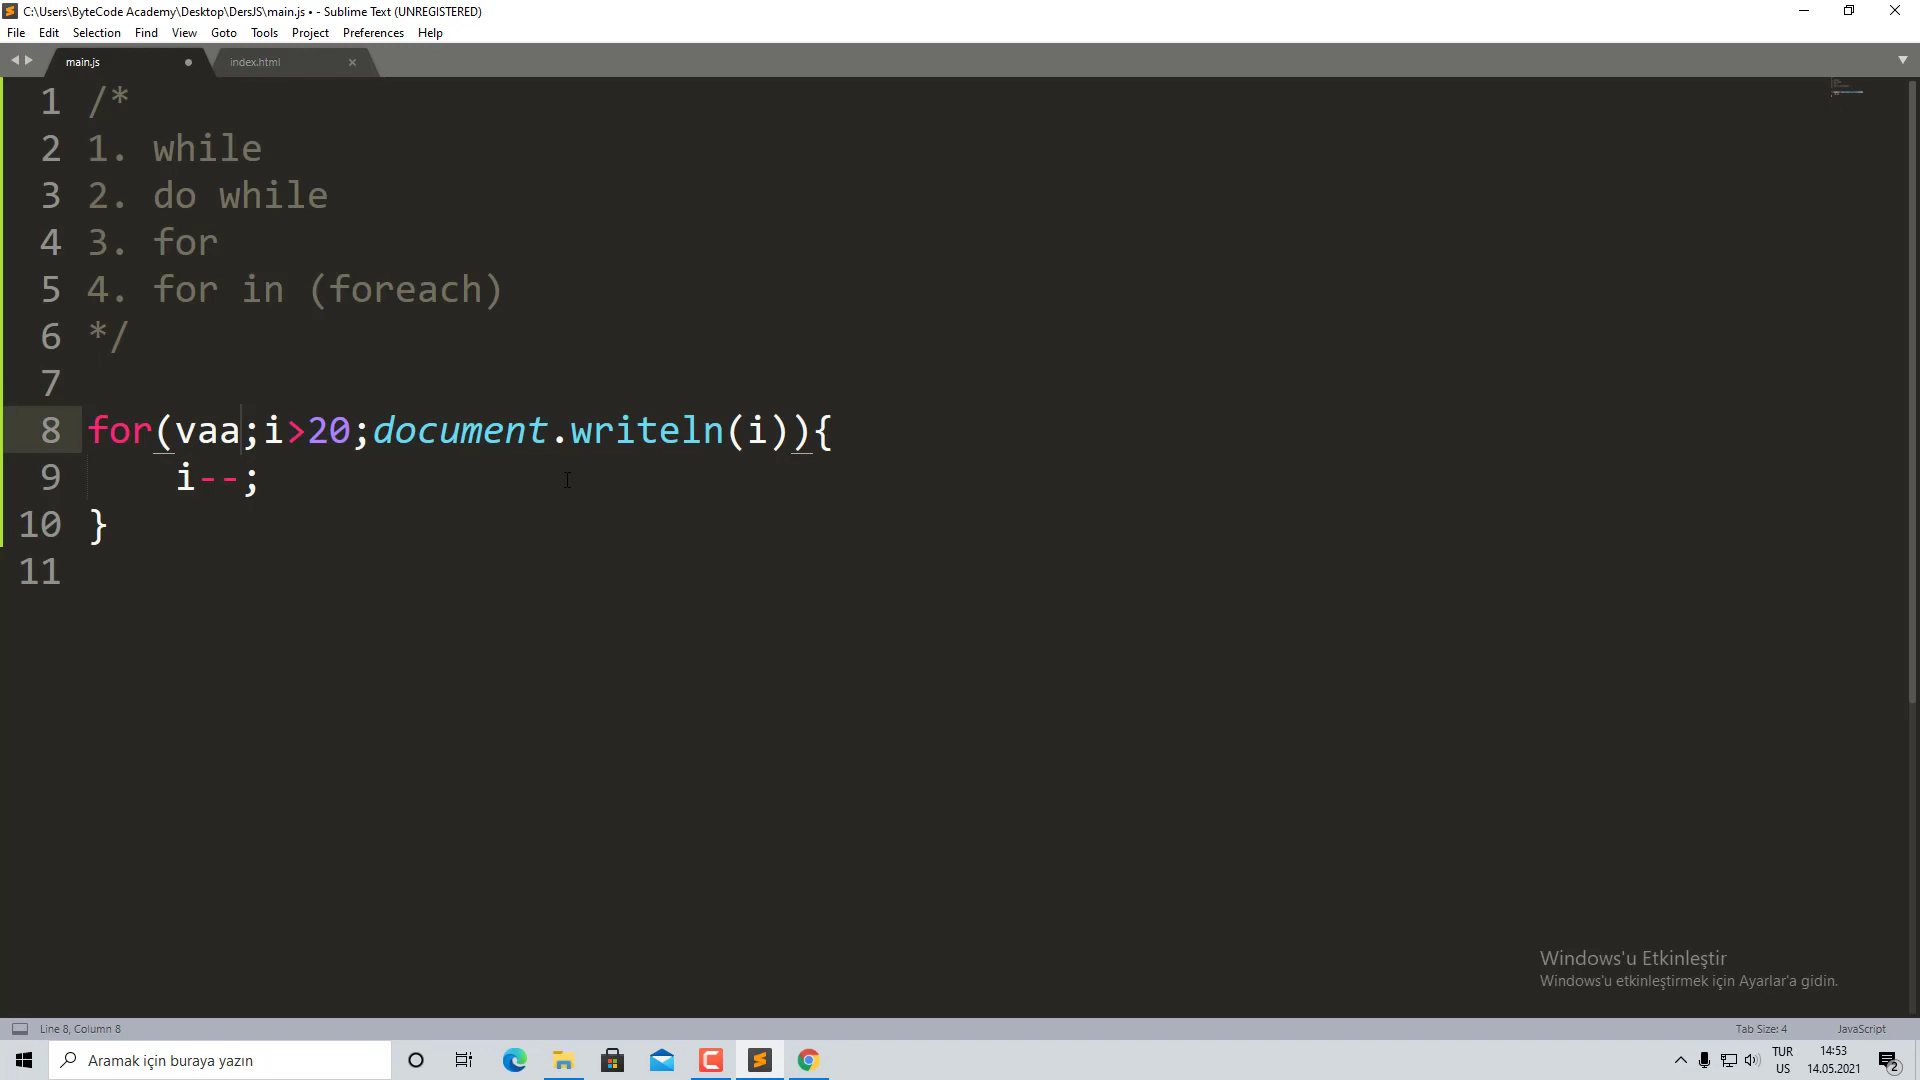 C:\Users\ByteCode Academy\Desktop\DersJS\main.js • - Sublime Text (UNREGISTERED)
File Edit Selection Find View Goto Tools Project Preferences Help
main.js index.html
1 /*
2 1. while
3 2. do while
4 3. for
5 4. for in (foreach)
6 */
7
8 for(vaa;i>20;document.writeln(i)){
9 i--;
10 }
11
Windows'u Etkinleştir
Windows'u etkinleştirmek için Ayarlar'a gidin.
Line 8, Column 8 Tab Size: 4 JavaScript
Aramak için buraya yazın
TUR 14:53
US 14.05.2021 2